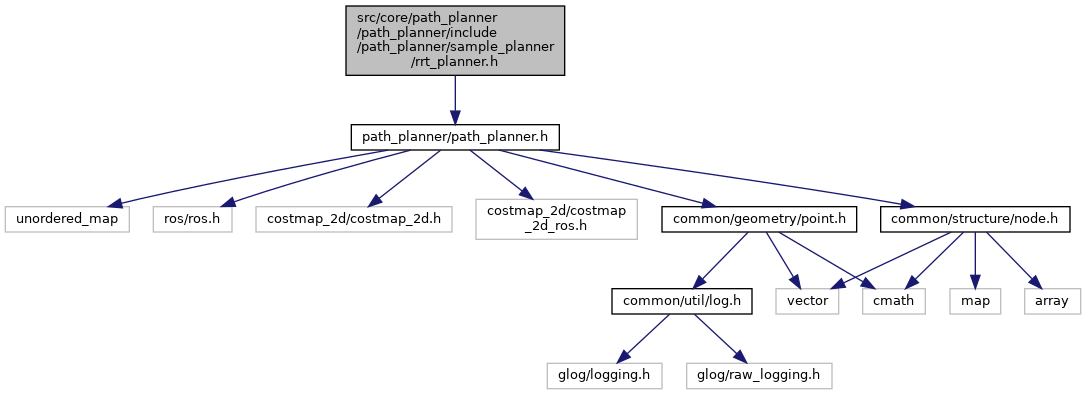 src/core/path_planner
/path_planner/include
/path_planner/sample_planner
/rrt_planner.h
path_planner/path_planner.h
unordered_map
ros/ros.h
costmap_2d/costmap_2d.h
costmap_2d/costmap
_2d_ros.h
common/geometry/point.h
common/structure/node.h
common/util/log.h
vector
cmath
map
array
glog/logging.h
glog/raw_logging.h